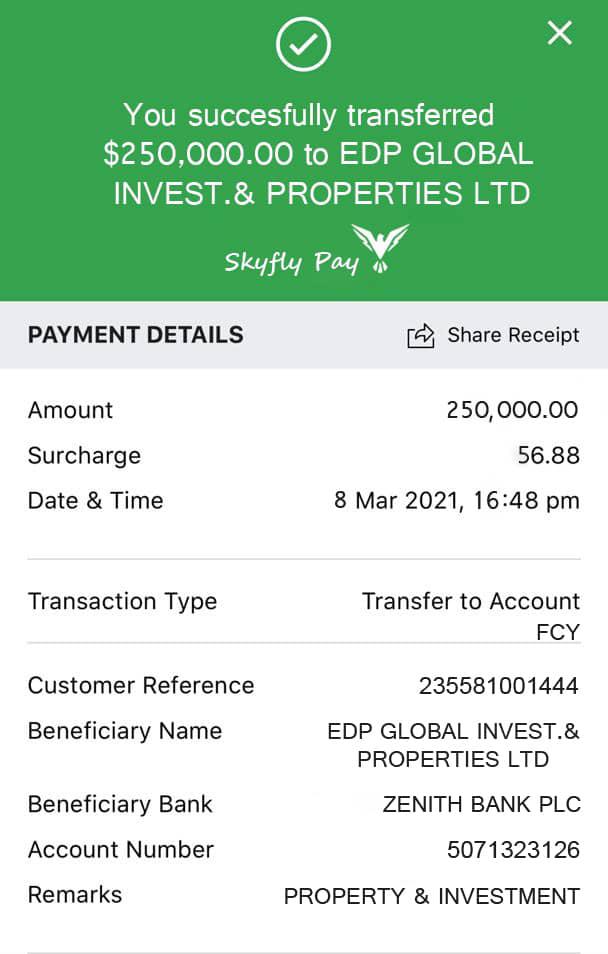 You succesfully transferred
$250,000.00 to EDP GLOBAL
INVEST.& PROPERTIES LTD
Skyfly Pay
PAYMENT DETAILS Share Receipt
Amount 250,000.00
Surcharge 56.88
Date & Time 8 Mar 2021, 16:48 pm
Transaction Type Transfer to Account
FCY
Customer Reference 235581001444
Beneficiary Name EDP GLOBAL INVEST.&
PROPERTIES LTD
Beneficiary Bank ZENITH BANK PLC
Account Number 5071323126
Remarks PROPERTY & INVESTMENT